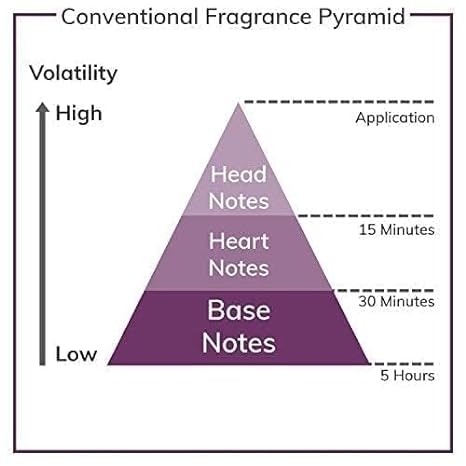 Conventional Fragrance Pyramid
Volatility
High
Application
Head
Notes
15 Minutes
Heart
Notes
30 Minutes
Base
Notes
Low
5 Hours